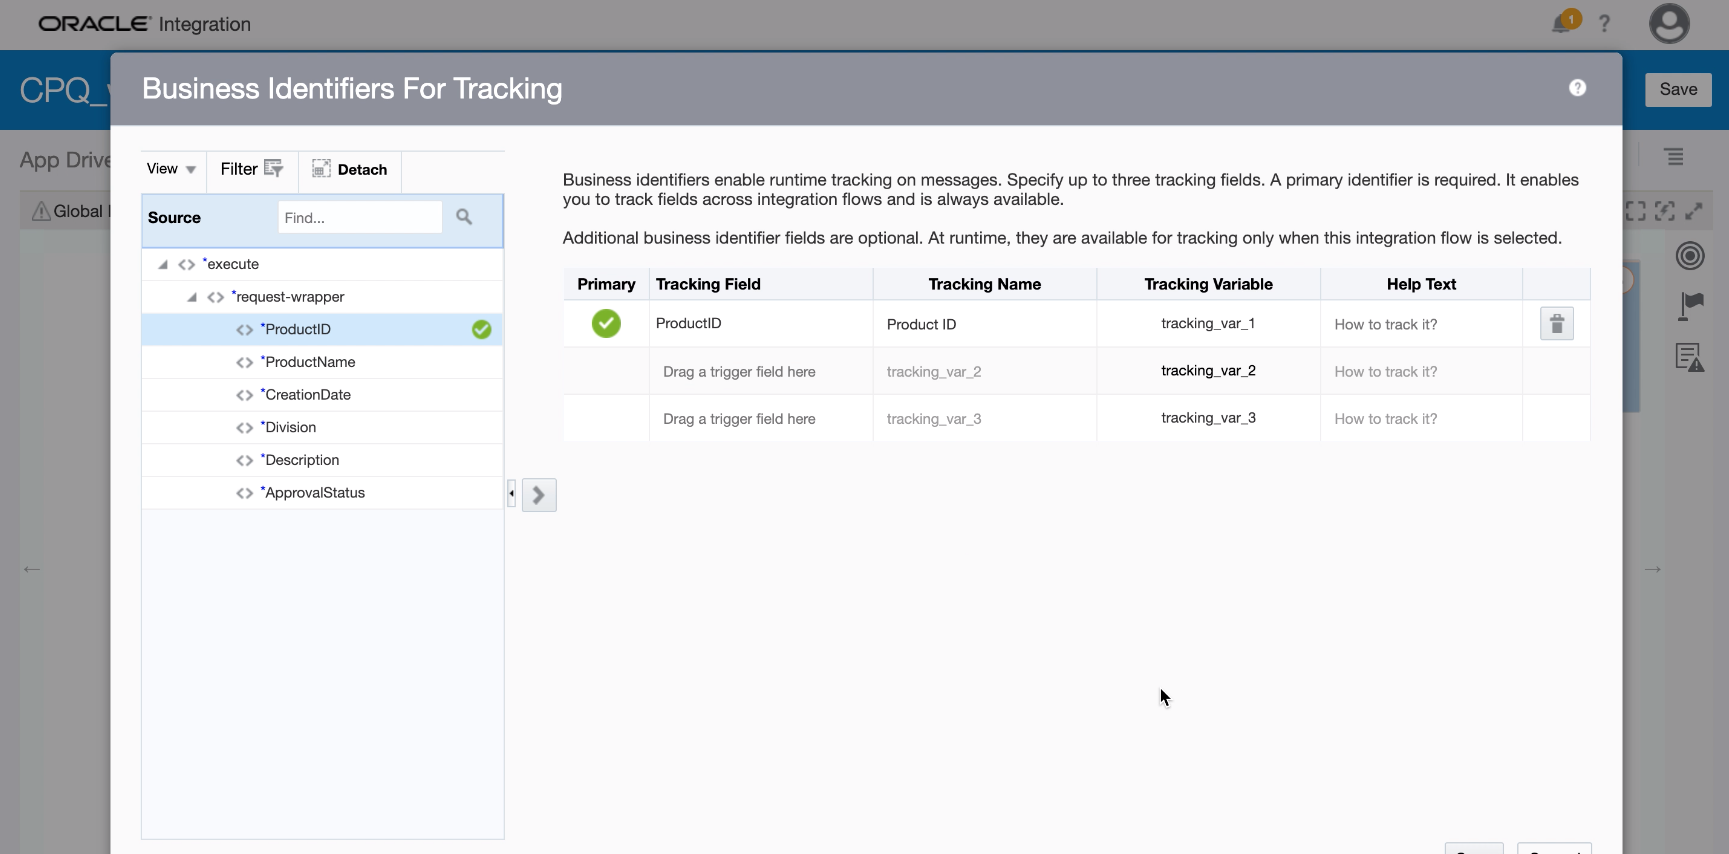 ORACLE Integration
1
?
CPQ_
Business Identifiers For Tracking
?
Save
App Drive
View
Filter
Detach
Global
Source
Find...
*execute
*request-wrapper
*ProductID
*ProductName
*CreationDate
*Division
*Description
*ApprovalStatus
Business identifiers enable runtime tracking on messages. Specify up to three tracking fields. A primary identifier is required. It enables
you to track fields across integration flows and is always available.
Additional business identifier fields are optional. At runtime, they are available for tracking only when this integration flow is selected.
Primary Tracking Field Tracking Name Tracking Variable Help Text
ProductID Product ID tracking_var_1 How to track it?
Drag a trigger field here tracking_var_2 tracking_var_2 How to track it?
Drag a trigger field here tracking_var_3 tracking_var_3 How to track it?